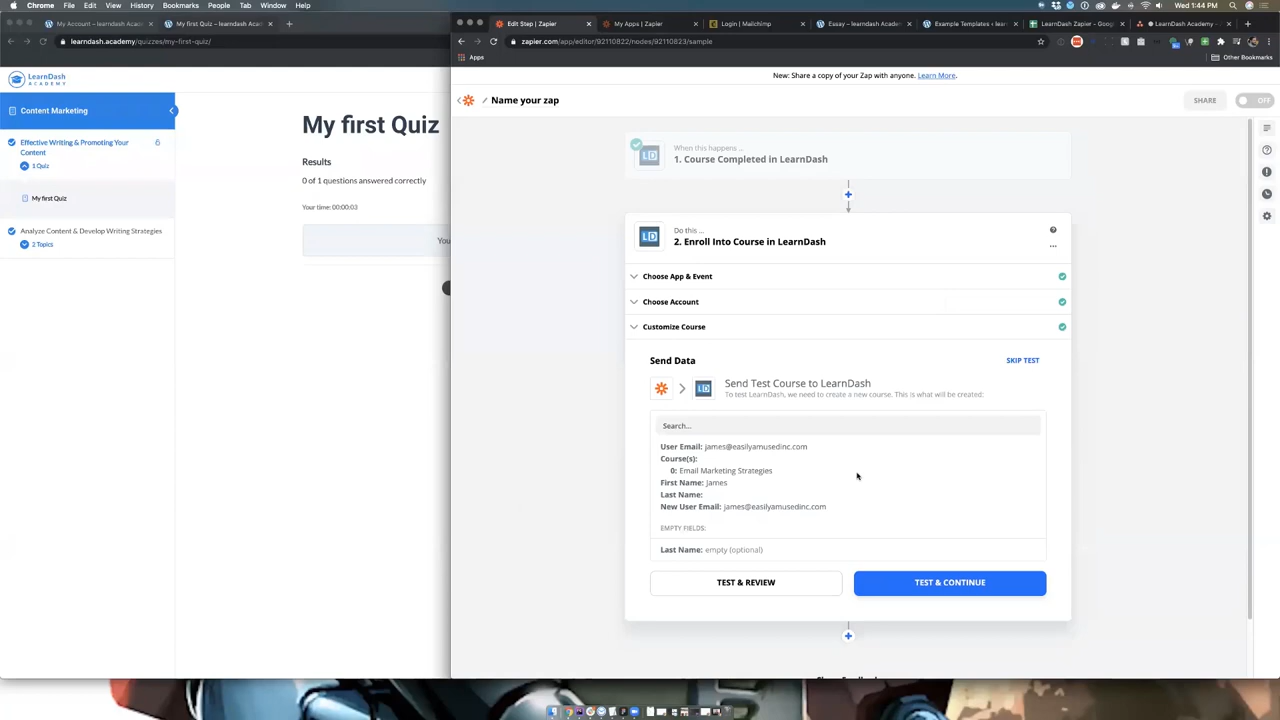 Chrome File Edit View History Bookmarks People Tab Window Help
Wed 1:44 PM
My Account – learndash Academy
My first Quiz – learndash Acade
learndash.academy/quizzes/my-first-quiz/
LearnDash
ACADEMY
Content Marketing
Effective Writing & Promoting Your
Content
1 Quiz
My first Quiz
Analyze Content & Develop Writing Strategies
2 Topics
My first Quiz
Results
0 of 1 questions answered correctly
Your time: 00:00:03
You
Edit Step | Zapier
My Apps | Zapier
Login | Mailchimp
Essay – learndash Academ
Example Templates ‹ lear
LearnDash Zapier - Goog
LearnDash Academy -
zapier.com/app/editor/92110822/nodes/92110823/sample
Apps
Other Bookmarks
New: Share a copy of your Zap with anyone. Learn More.
Name your zap
SHARE
OFF
When this happens ...
1. Course Completed in LearnDash
Do this ...
2. Enroll Into Course in LearnDash
Choose App & Event
Choose Account
Customize Course
Send Data
SKIP TEST
Send Test Course to LearnDash
To test LearnDash, we need to create a new course. This is what will be created:
Search...
User Email: james@easilyamusedinc.com
Course(s):
0: Email Marketing Strategies
First Name: James
Last Name:
New User Email: james@easilyamusedinc.com
EMPTY FIELDS:
Last Name: empty (optional)
TEST & REVIEW
TEST & CONTINUE